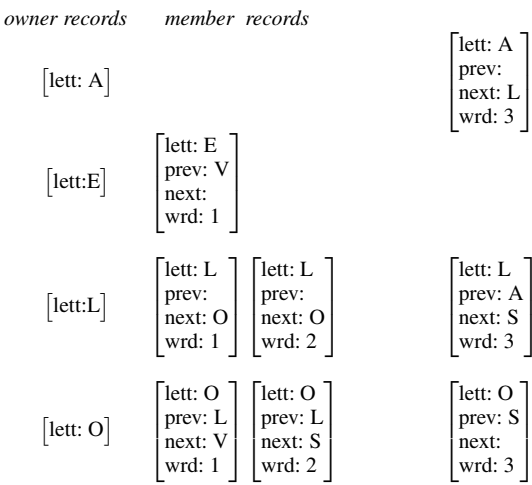 owner records member records
[lett: A]
lett: A
prev:
next: L
wrd: 3
[lett:E]
lett: E
prev: V
next:
wrd: 1
[lett:L]
lett: L
prev:
next: O
wrd: 1
lett: L
prev:
next: O
wrd: 2
lett: L
prev: A
next: S
wrd: 3
[lett: O]
lett: O
prev: L
next: V
wrd: 1
lett: O
prev: L
next: S
wrd: 2
lett: O
prev: S
next:
wrd: 3